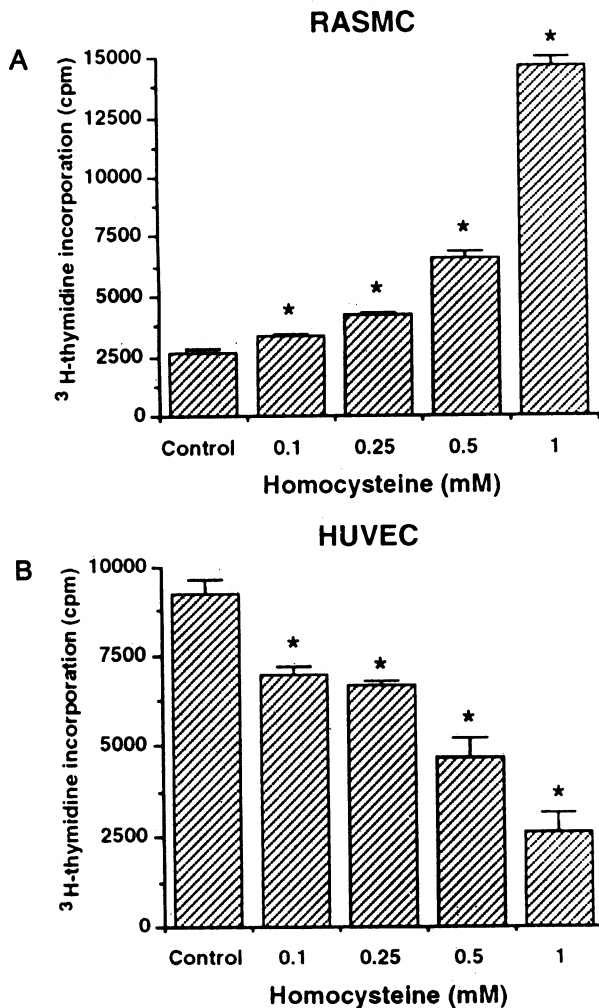 RASMC
A
³H-thymidine incorporation (cpm)
15000
12500
10000
7500
5000
2500
0
*
*
*
*
Control 0.1 0.25 0.5 1
Homocysteine (mM)
HUVEC
B
³H-thymidine incorporation (cpm)
10000
7500
5000
2500
0
*
*
*
*
Control 0.1 0.25 0.5 1
Homocysteine (mM)